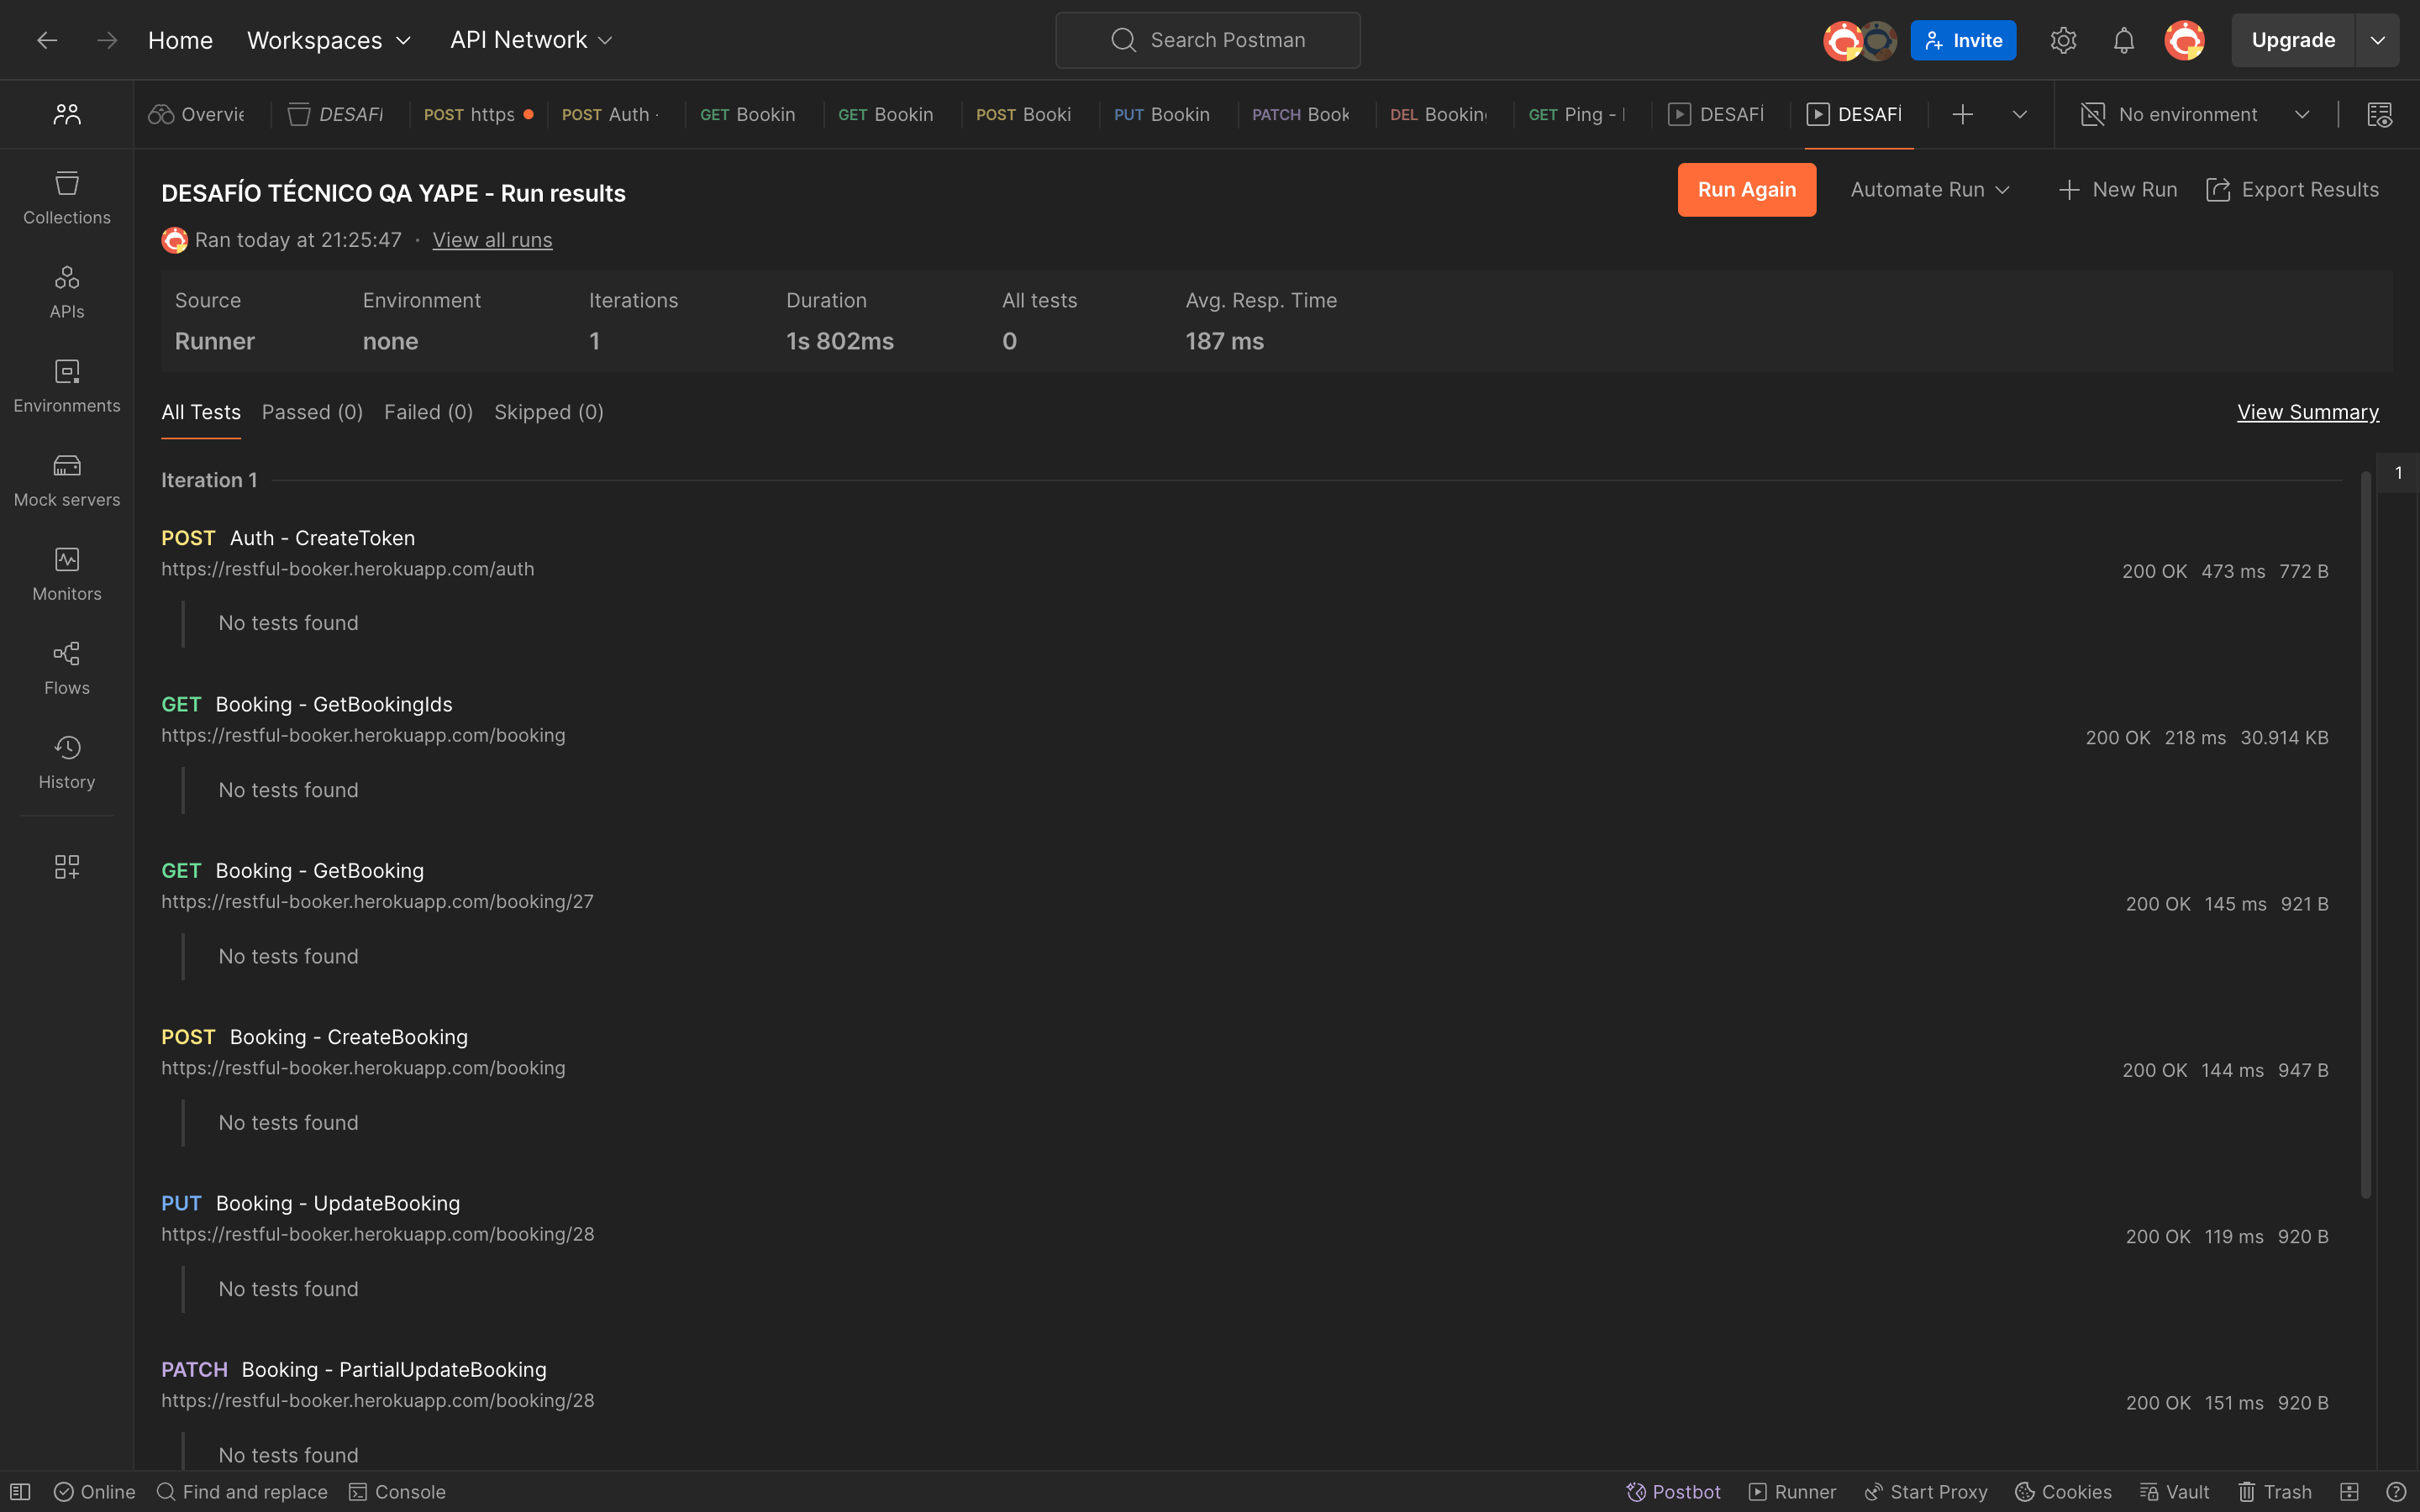 Home Workspaces API Network Search Postman Invite Upgrade
Overvie DESAFÍ POST https POST Auth · GET Bookin GET Bookin POST Booki PUT Bookin PATCH Book DEL Booking GET Ping - DESAFÍ DESAFÍ No environment
Collections
APIs
Environments
Mock servers
Monitors
Flows
History
DESAFÍO TÉCNICO QA YAPE - Run results
Run Again Automate Run New Run Export Results
Ran today at 21:25:47 · View all runs
Source Environment Iterations Duration All tests Avg. Resp. Time
Runner none 1 1s 802ms 0 187 ms
All Tests Passed (0) Failed (0) Skipped (0) View Summary
Iteration 1
1
POST Auth - CreateToken
https://restful-booker.herokuapp.com/auth
200 OK 473 ms 772 B
No tests found
GET Booking - GetBookingIds
https://restful-booker.herokuapp.com/booking
200 OK 218 ms 30.914 KB
No tests found
GET Booking - GetBooking
https://restful-booker.herokuapp.com/booking/27
200 OK 145 ms 921 B
No tests found
POST Booking - CreateBooking
https://restful-booker.herokuapp.com/booking
200 OK 144 ms 947 B
No tests found
PUT Booking - UpdateBooking
https://restful-booker.herokuapp.com/booking/28
200 OK 119 ms 920 B
No tests found
PATCH Booking - PartialUpdateBooking
https://restful-booker.herokuapp.com/booking/28
200 OK 151 ms 920 B
No tests found
Online Find and replace Console Postbot Runner Start Proxy Cookies Vault Trash